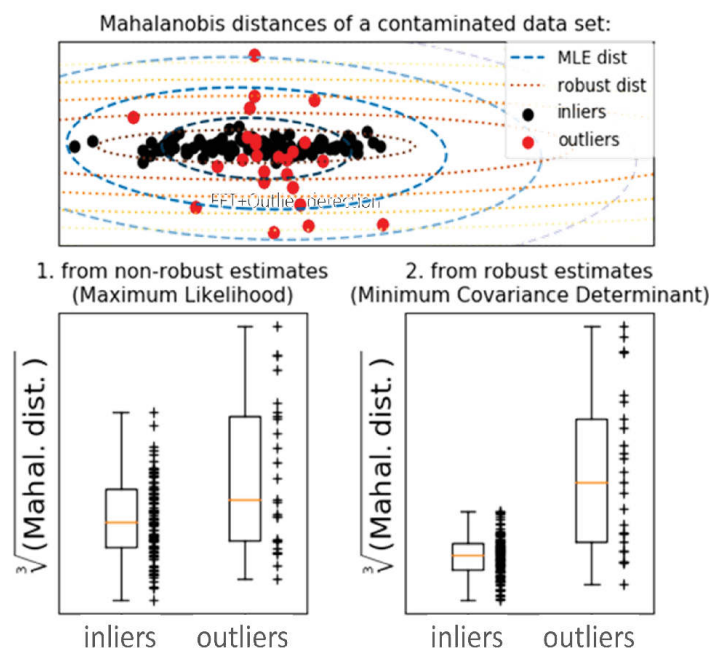 Mahalanobis distances of a contaminated data set:
MLE dist
robust dist
inliers
outliers
1. from non-robust estimates
(Maximum Likelihood)
2. from robust estimates
(Minimum Covariance Determinant)
∛(Mahal. dist. )
inliers outliers
∛(Mahal. dist. )
inliers outliers